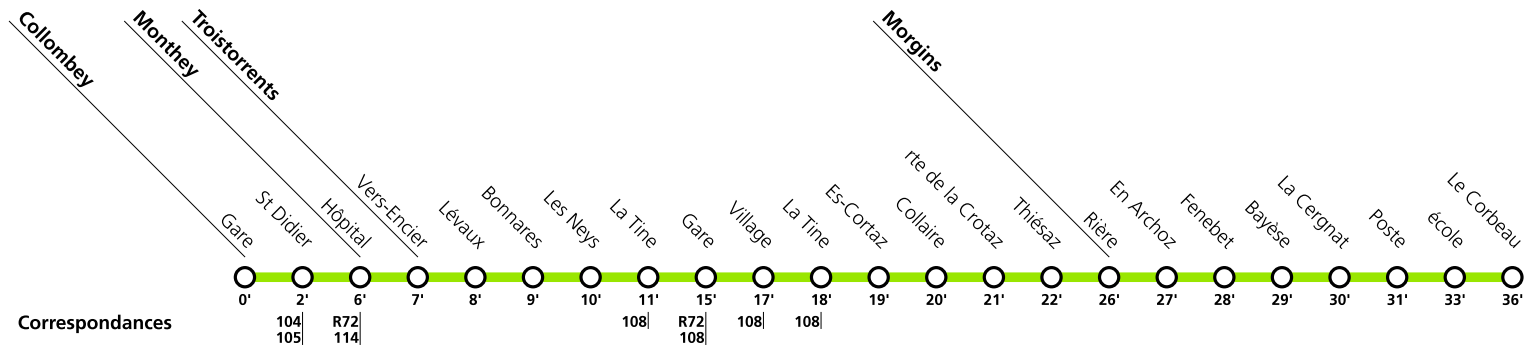 Collombey
Monthey
Troistorrents
Morgins
Gare
St Didier
Hôpital
Vers-Encier
Lévaux
Bonnares
Les Neys
La Tine
Gare
Village
La Tine
Es-Cortaz
Collaire
rte de la Crotaz
Thiésaz
Rière
En Archoz
Fenebet
Bayèse
La Cergnat
Poste
école
Le Corbeau
0' 2' 6' 7' 8' 9' 10' 11' 15' 17' 18' 19' 20' 21' 22' 26' 27' 28' 29' 30' 31' 33' 36'
Correspondances 104 R72 108 R72 108 108
105 114 108